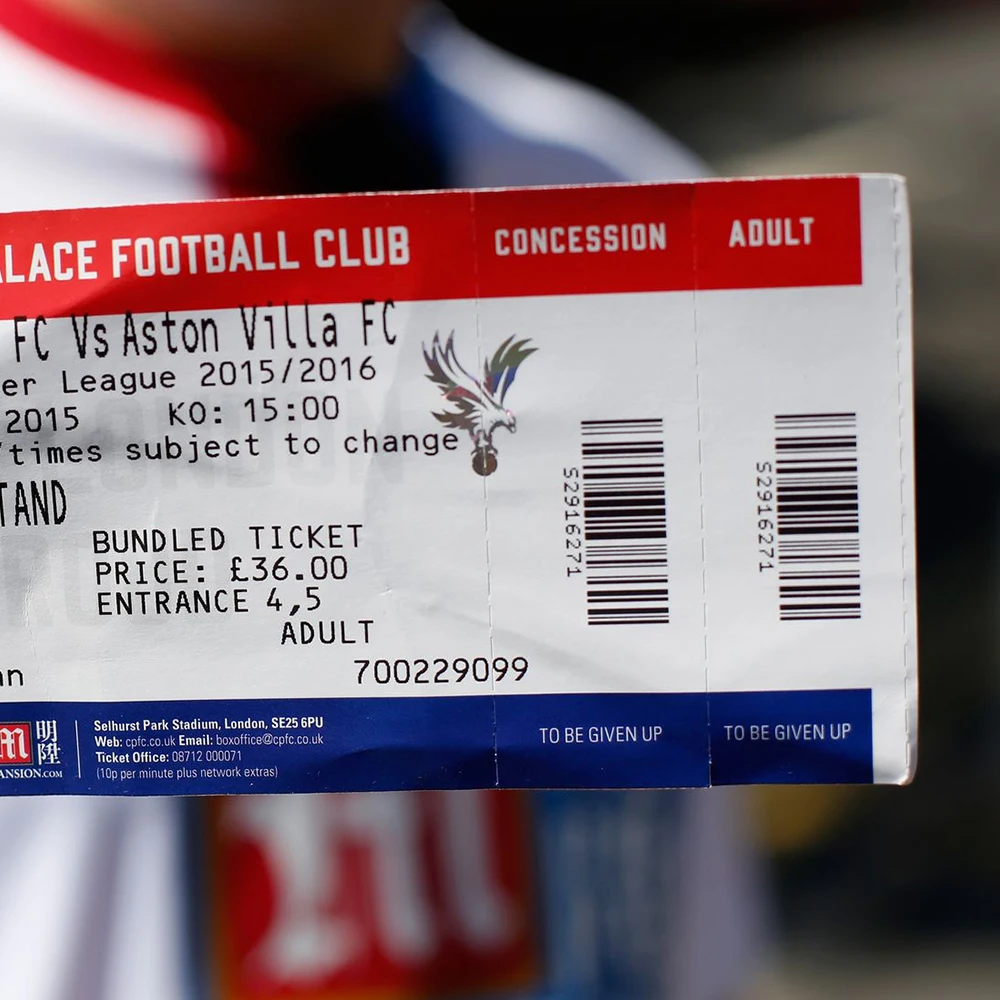 ALACE FOOTBALL CLUB
CONCESSION
ADULT
FC Vs Aston Villa FC
er League 2015/2016
2015 KO: 15:00
/times subject to change
TAND
BUNDLED TICKET
PRICE: £36.00
ENTRANCE 4,5
ADULT
nn
700229099
52916271
52916271
M 明陞
ANSION.COM
Selhurst Park Stadium, London, SE25 6PU
Web: cpfc.co.uk Email: boxoffice@cpfc.co.uk
Ticket Office: 08712 000071
(10p per minute plus network extras)
TO BE GIVEN UP
TO BE GIVEN UP
M